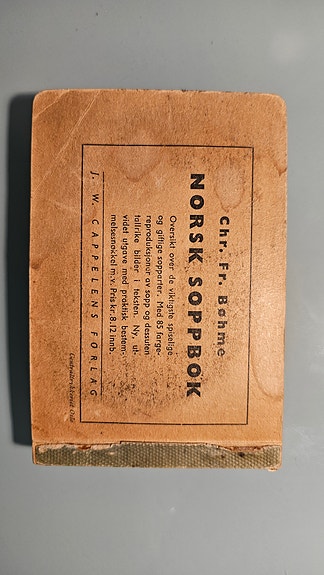 Chr. Fr. Bøhme
NORSK SOPPBOK
Oversikt over de viktigste spiselige
og giftige sopparter. Med 85 farge-
reproduksjoner av sopp og dessuten
tallrike bilder i teksten. Ny, ut-
videt utgave med praktisk bestem-
melsesnøkkel m.v. Pris kr. 8.12 innb.
J. W. CAPPELENS FORLAG